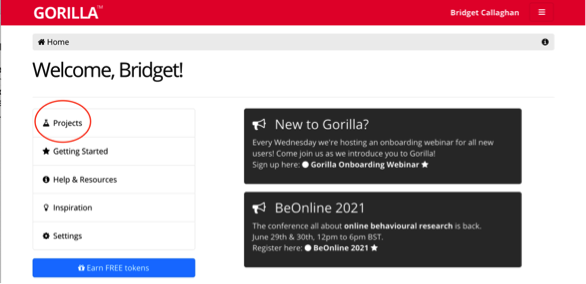 GORILLA™
Bridget Callaghan
Home
Welcome, Bridget!
Projects
Getting Started
Help & Resources
Inspiration
Settings
Earn FREE tokens
New to Gorilla?
Every Wednesday we're hosting an onboarding webinar for all new
users! Come join us as we introduce you to Gorilla!
Sign up here: Gorilla Onboarding Webinar
BeOnline 2021
The conference all about online behavioural research is back.
June 29th & 30th, 12pm to 6pm BST.
Register here: BeOnline 2021